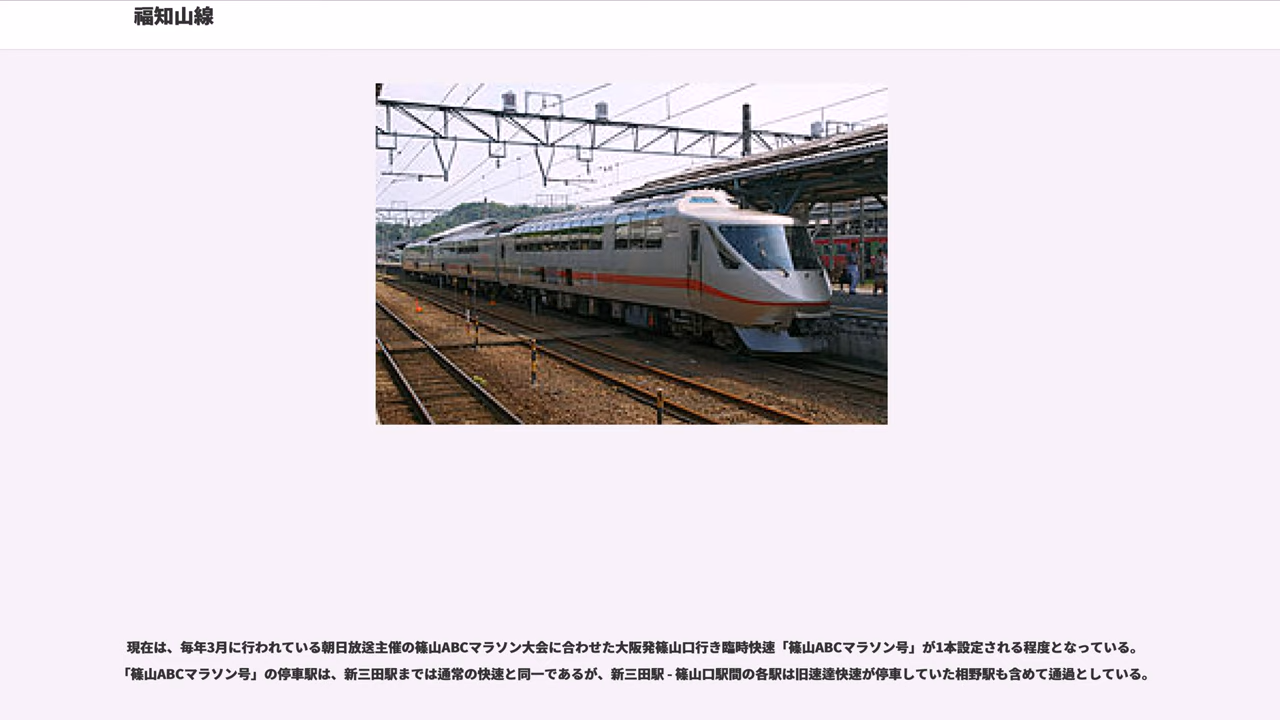 福知山線
現在は、毎年3月に行われている朝日放送主催の篠山ABCマラソン大会に合わせた大阪発篠山口行き臨時快速「篠山ABCマラソン号」が1本設定される程度となっている。
「篠山ABCマラソン号」の停車駅は、新三田駅までは通常の快速と同一であるが、新三田駅 - 篠山口駅間の各駅は旧速達快速が停車していた相野駅も含めて通過としている。